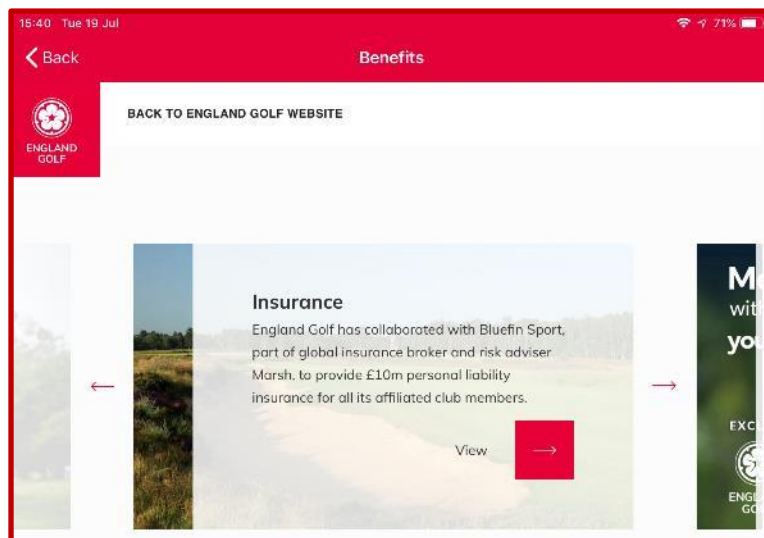 15:40 Tue 19 Jul
71%
Back
Benefits
ENGLAND
GOLF
BACK TO ENGLAND GOLF WEBSITE
Insurance
England Golf has collaborated with Bluefin Sport,
part of global insurance broker and risk adviser
Marsh, to provide £10m personal liability
insurance for all its affiliated club members.
View